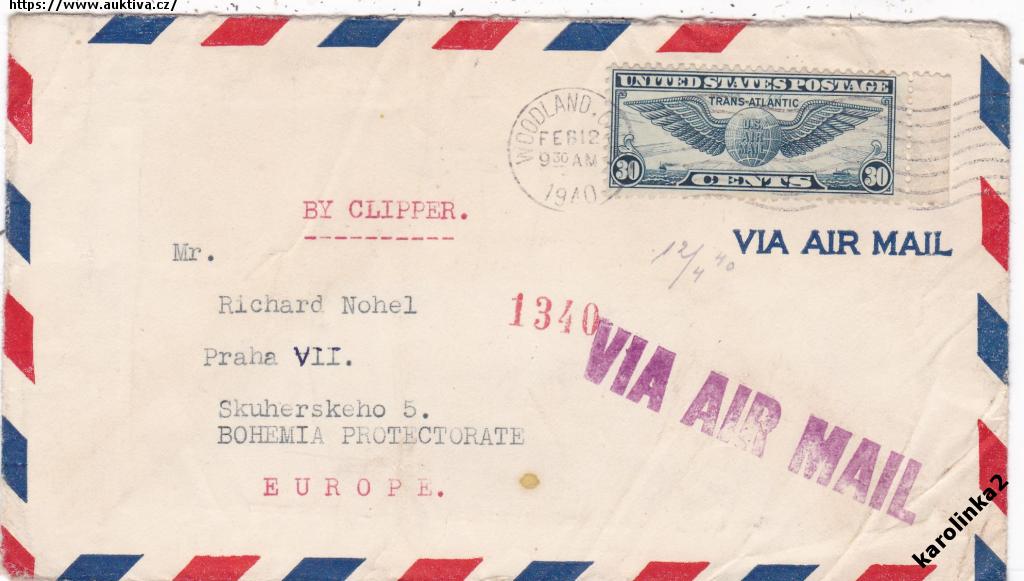 https://www.auktiva.cz/
UNITED STATES POSTAGE
TRANS-ATLANTIC
U.S.
AIR
MAIL
30 CENTS 30
WOODLAND, C
FEB 12
9 30 AM
1940
BY CLIPPER.
VIA AIR MAIL
12/4 40
Mr.
Richard Nohel
1340
Praha VII.
VIA AIR MAIL
Skuherskeho 5.
BOHEMIA PROTECTORATE
EUROPE.
karolinka2